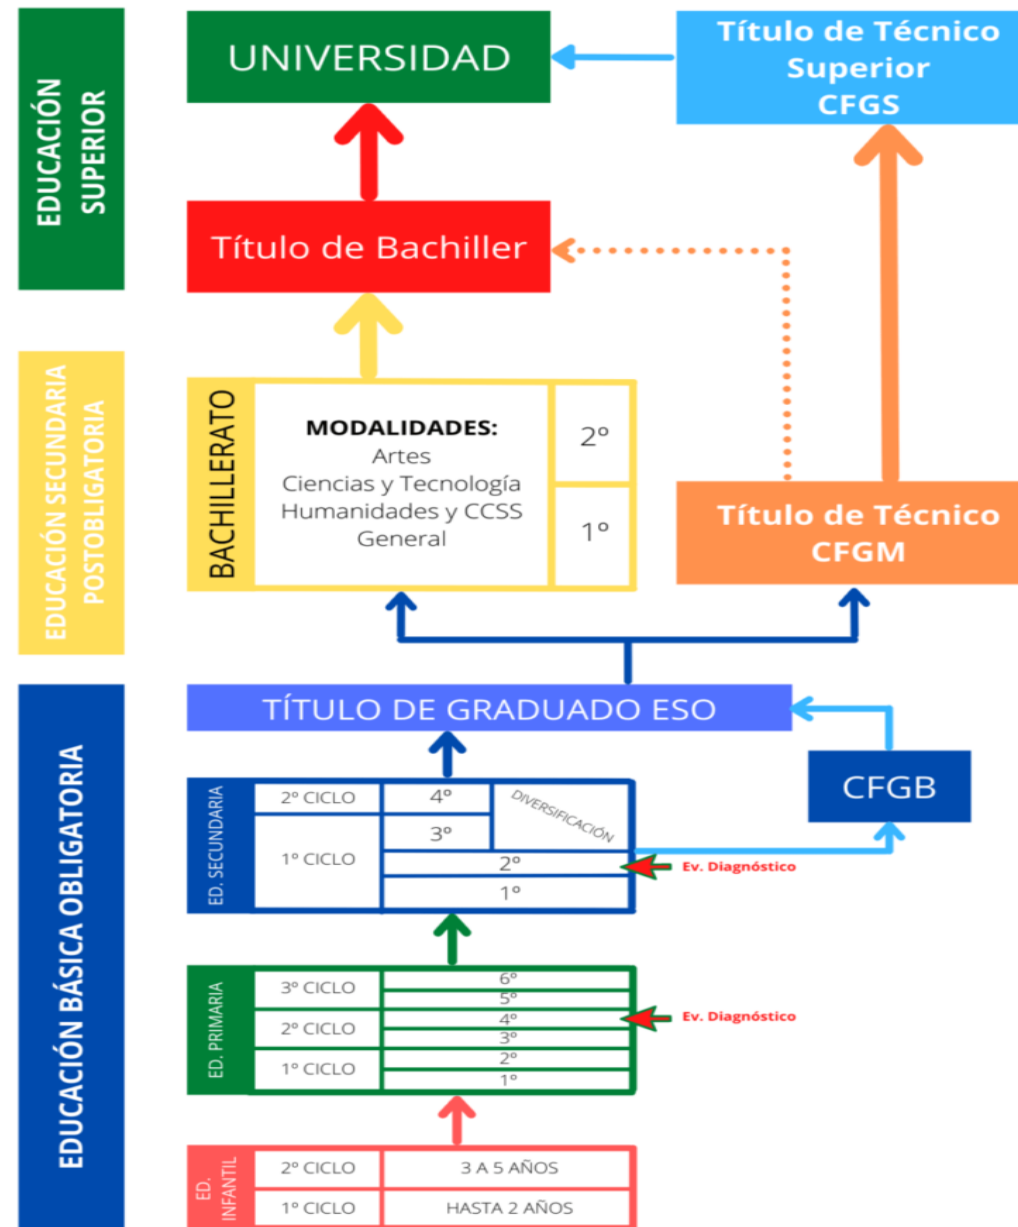 EDUCACIÓN
SUPERIOR
UNIVERSIDAD
Título de Técnico
Superior
CFGS
Título de Bachiller
EDUCACIÓN SECUNDARIA
POSTOBLIGATORIA
BACHILLERATO
MODALIDADES:
Artes
Ciencias y Tecnología
Humanidades y CCSS
General
2º
1º
Título de Técnico
CFGM
EDUCACIÓN BÁSICA OBLIGATORIA
TÍTULO DE GRADUADO ESO
CFGB
ED. SECUNDARIA
2º CICLO
4º
DIVERSIFICACIÓN
1º CICLO
3º
2º
1º
Ev. Diagnóstico
ED. PRIMARIA
3º CICLO
6º
5º
2º CICLO
4º
3º
1º CICLO
2º
1º
Ev. Diagnóstico
ED.
INFANTIL
2º CICLO
3 A 5 AÑOS
1º CICLO
HASTA 2 AÑOS